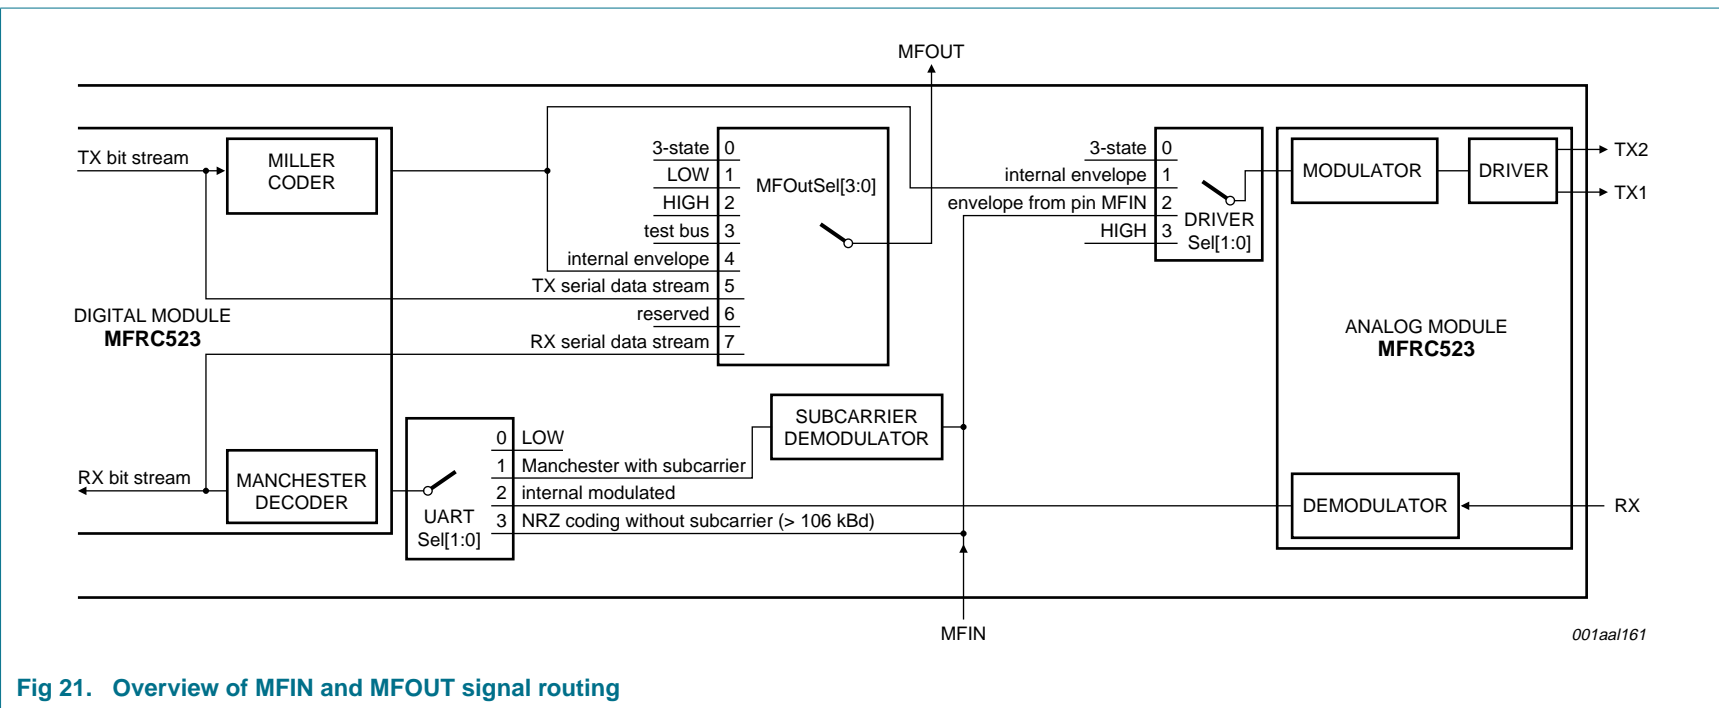 MFOUT
TX bit stream
MILLER
CODER
3-state 0
LOW 1
HIGH 2
test bus 3
internal envelope 4
TX serial data stream 5
reserved 6
RX serial data stream 7
MFOutSel[3:0]
3-state 0
internal envelope 1
envelope from pin MFIN 2
HIGH 3
DRIVER
Sel[1:0]
MODULATOR
DRIVER
TX2
TX1
DIGITAL MODULE
MFRC523
ANALOG MODULE
MFRC523
SUBCARRIER
DEMODULATOR
RX bit stream
MANCHESTER
DECODER
UART
Sel[1:0]
0 LOW
1 Manchester with subcarrier
2 internal modulated
3 NRZ coding without subcarrier (> 106 kBd)
DEMODULATOR
RX
MFIN
001aal161
Fig 21. Overview of MFIN and MFOUT signal routing